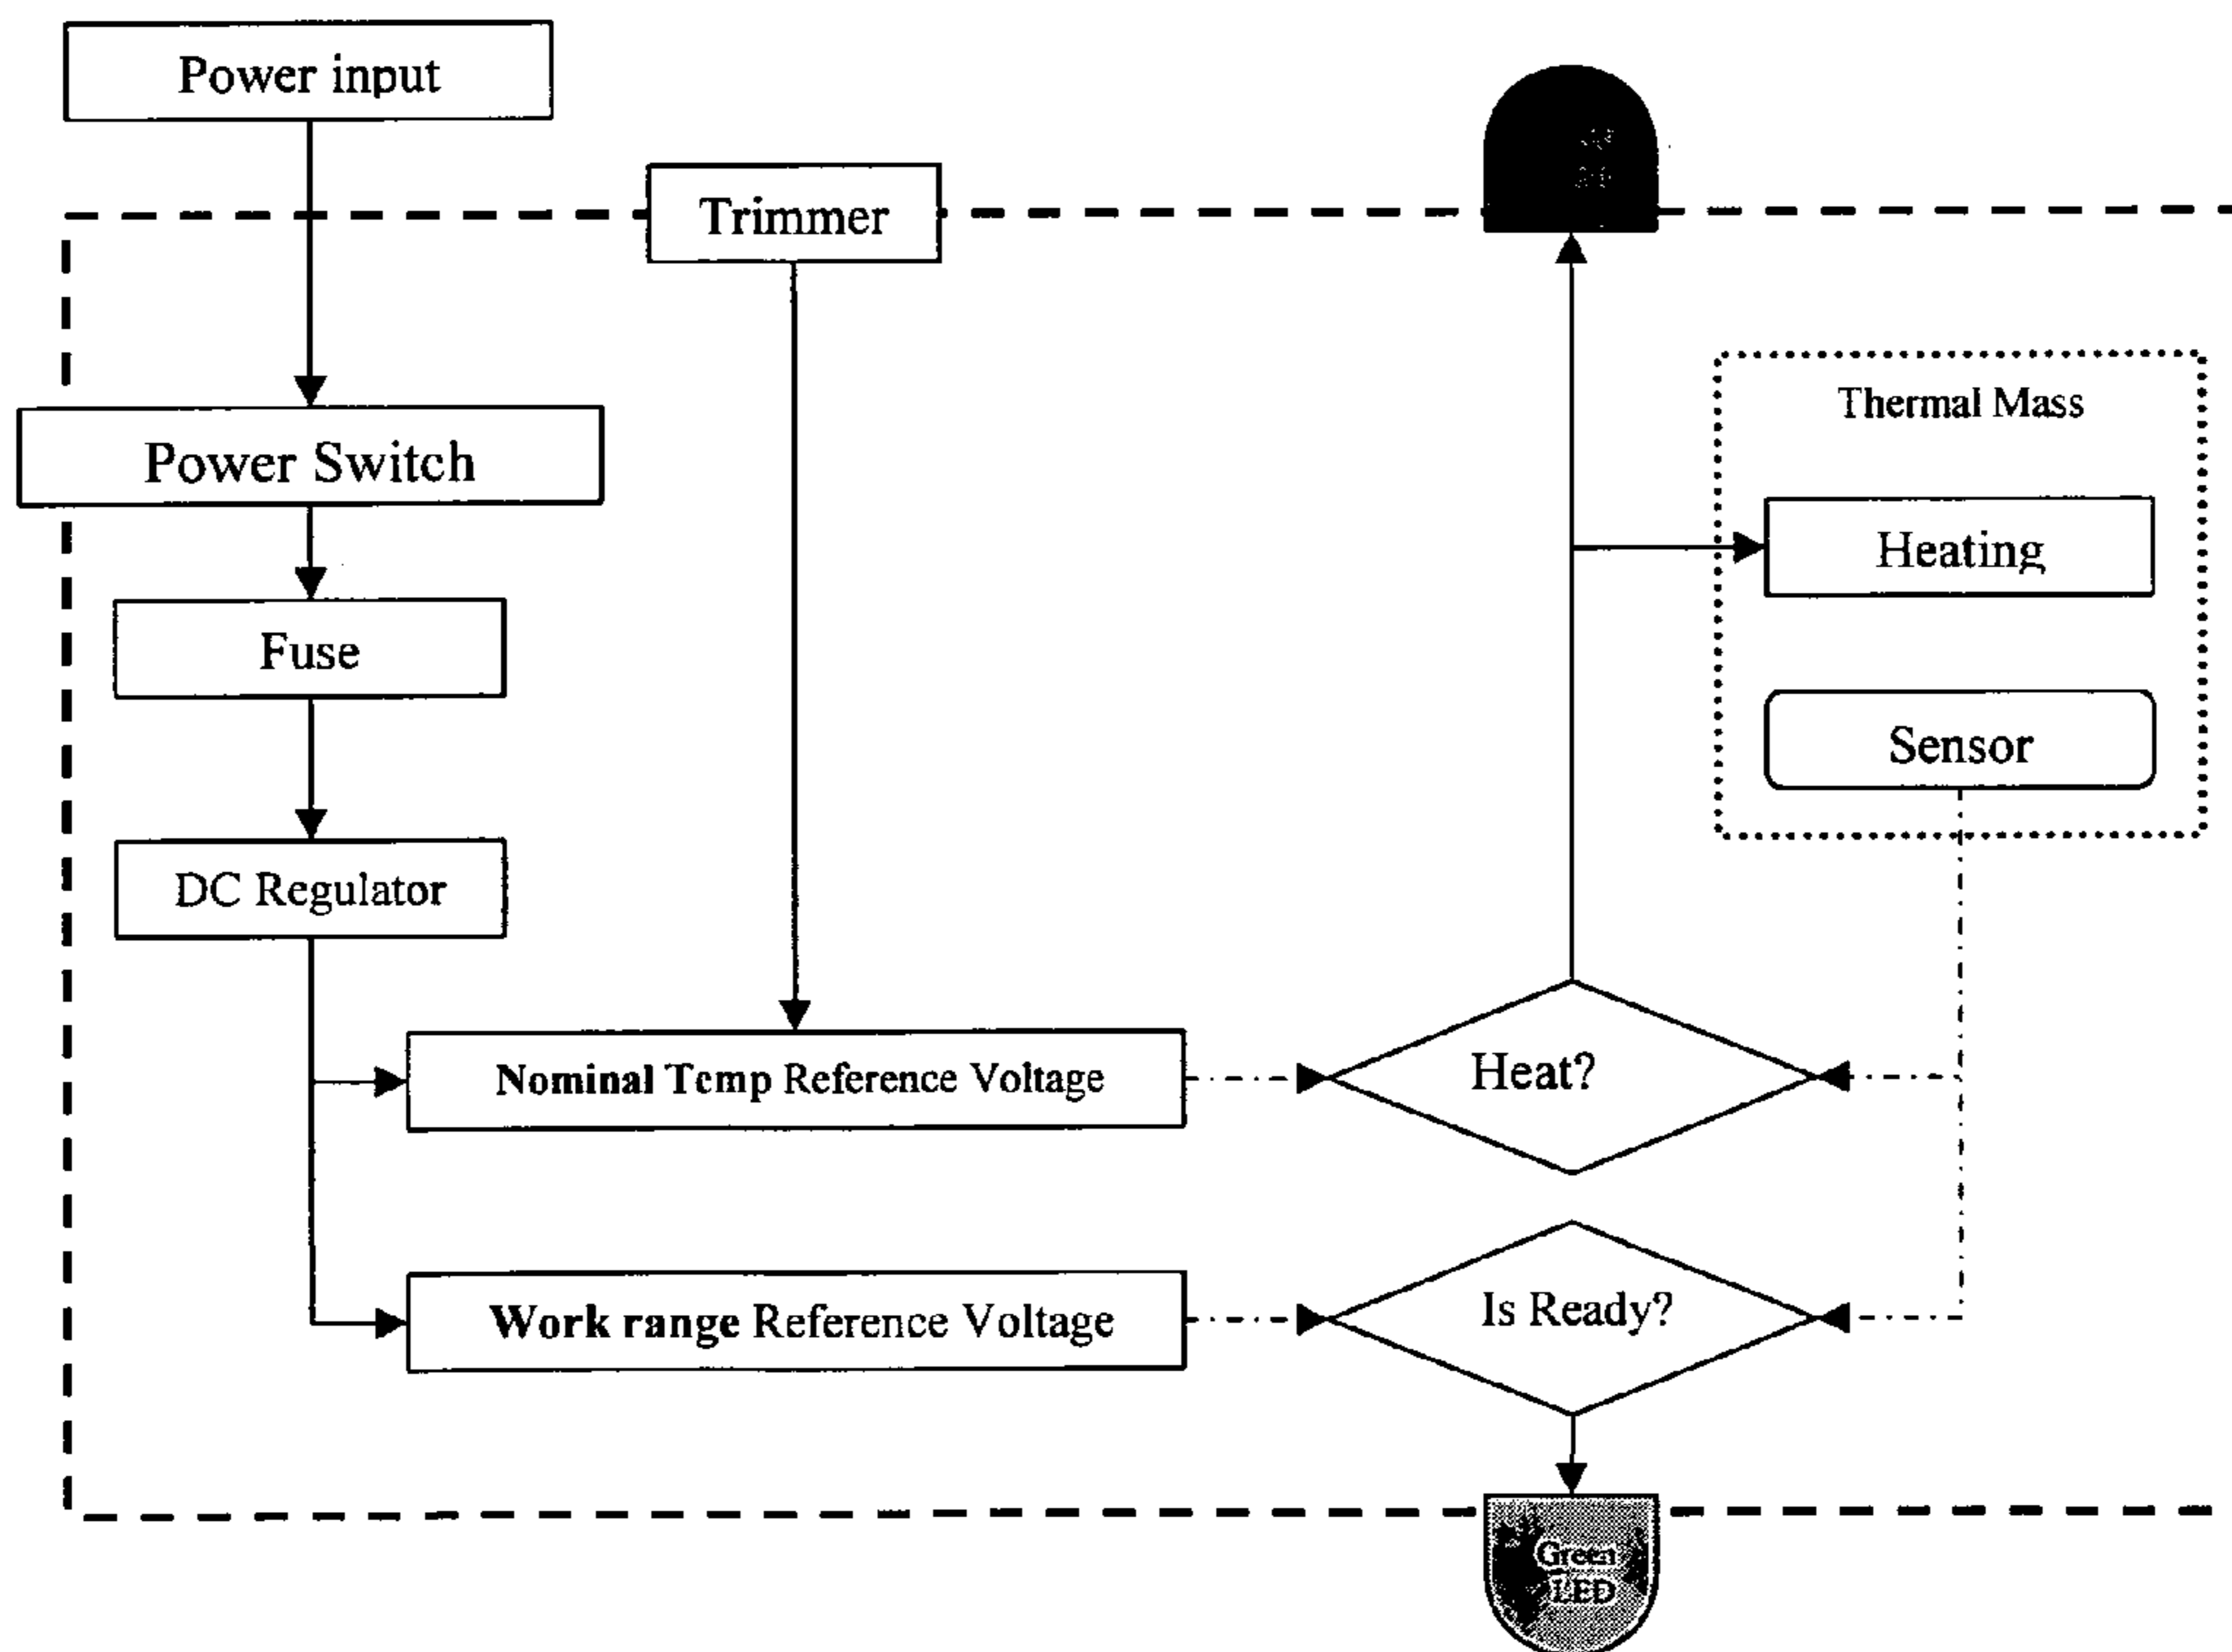 Power input
Trimmer
Thermal Mass
Power Switch
Heating
Fuse
Sensor
DC Regulator
Nominal Temp Reference Voltage
Heat?
Work range Reference Voltage
Is Ready?
Green
LED